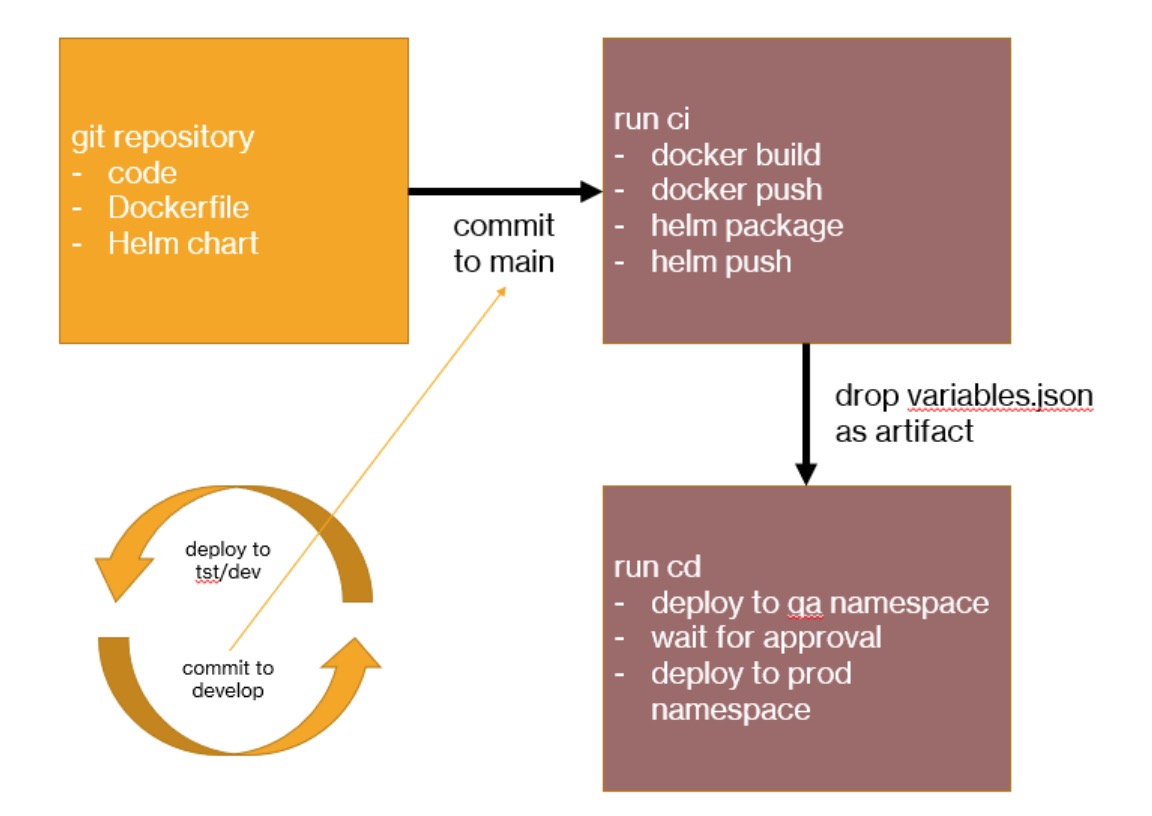 git repository
- code
- Dockerfile
- Helm chart
commit
to main
run ci
- docker build
- docker push
- helm package
- helm push
drop variables.json
as artifact
deploy to
tst/dev
commit to
develop
run cd
- deploy to qa namespace
- wait for approval
- deploy to prod
namespace